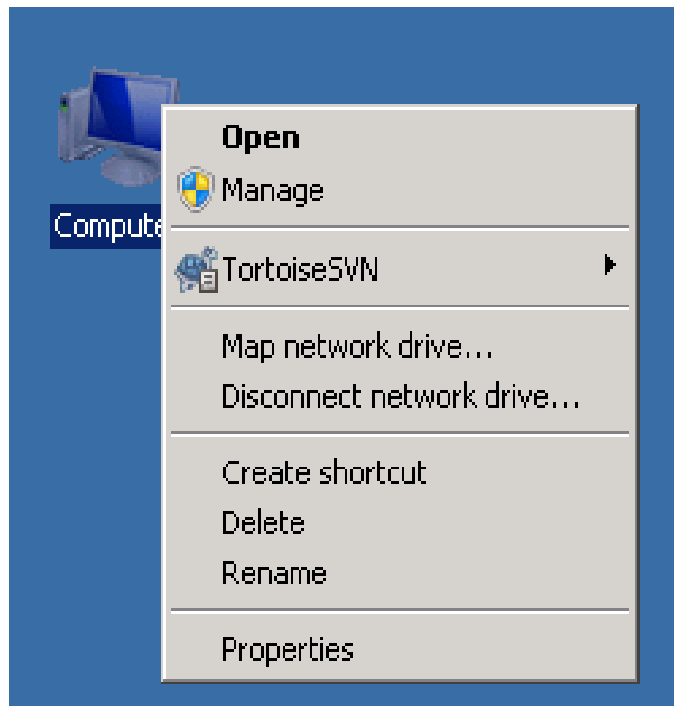 Compute
Open
Manage
TortoiseSVN
Map network drive...
Disconnect network drive...
Create shortcut
Delete
Rename
Properties